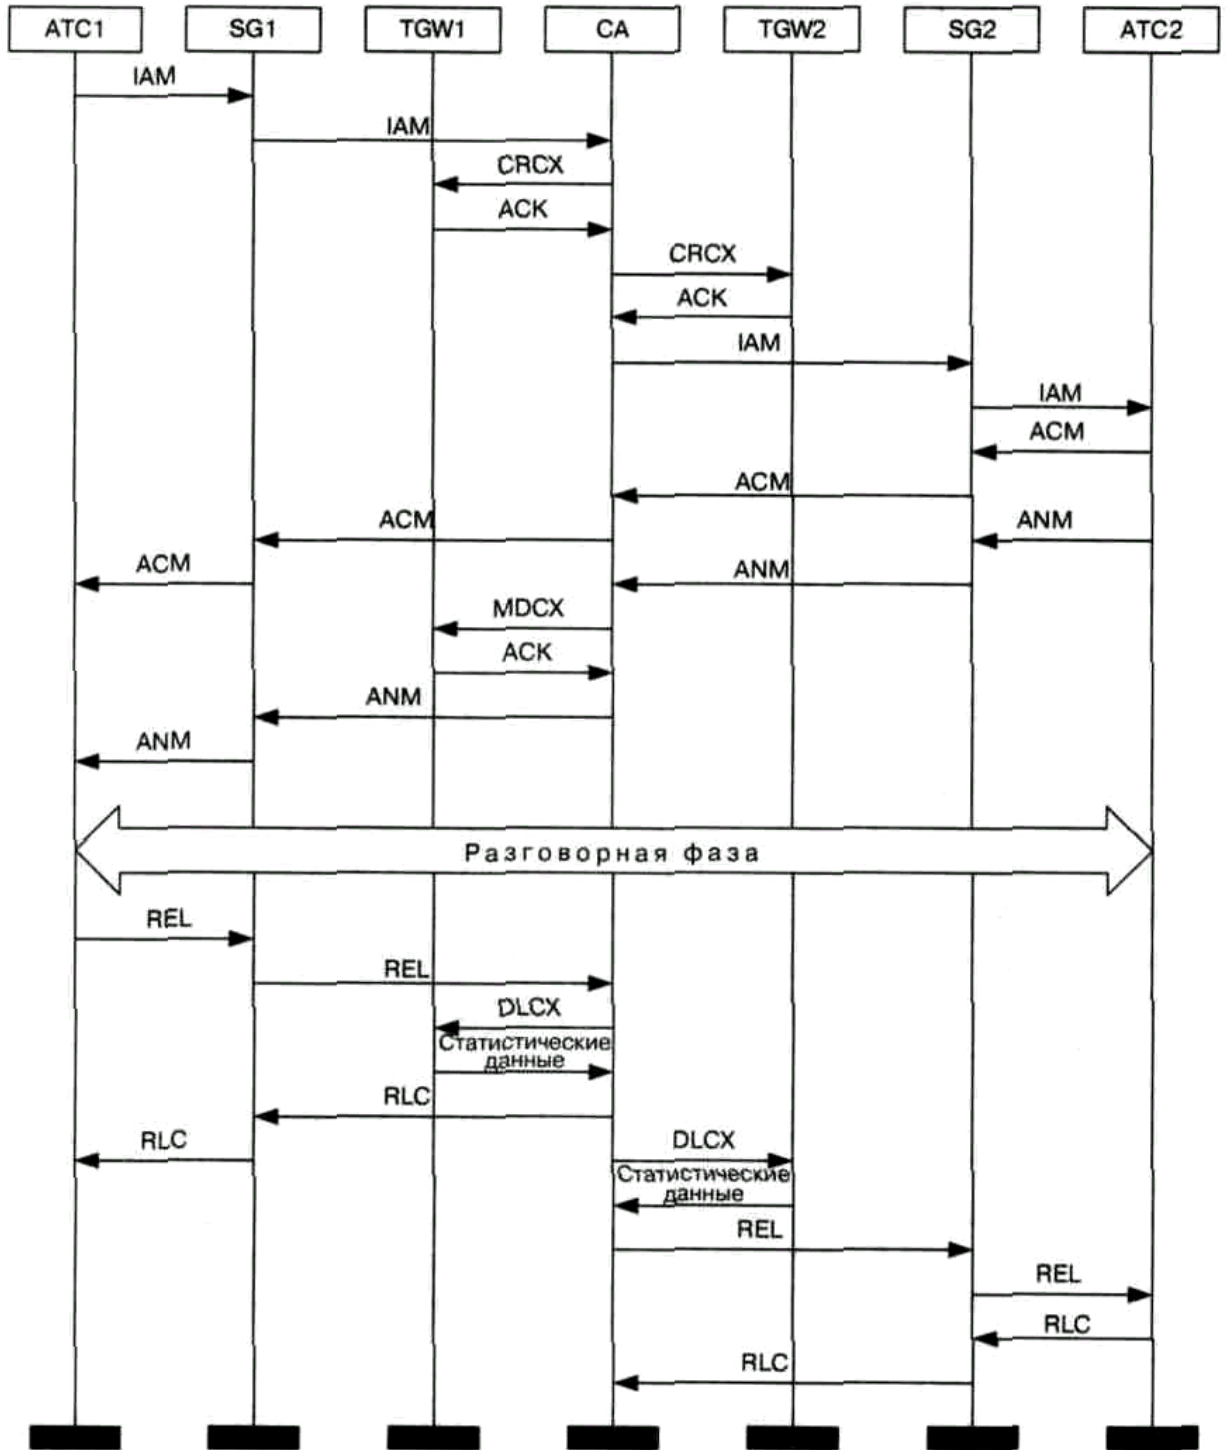 АТС1 SG1 TGW1 CA TGW2 SG2 АТС2
IAM
IAM
CRCX
ACK
CRCX
ACK
IAM
IAM
ACM
ACM
ACM
ANM
ACM
ANM
MDCX
ACK
ANM
ANM
Разговорная фаза
REL
REL
DLCX
Статистические
данные
RLC
RLC
DLCX
Статистические
данные
REL
REL
RLC
RLC